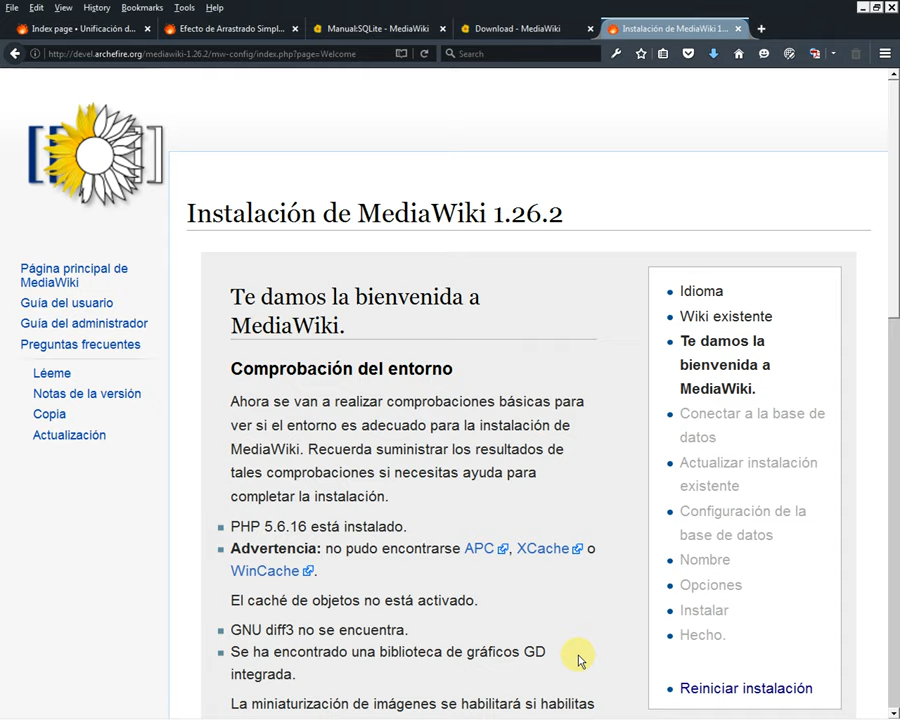 File Edit View History Bookmarks Tools Help
Index page • Unificación d... Efecto de Arrastrado Simpl... Manual:SQLite - MediaWiki Download - MediaWiki Instalación de MediaWiki 1...
http://devel.archefire.org/mediawiki-1.26.2/mw-config/index.php?page=Welcome Search
Instalación de MediaWiki 1.26.2
Página principal de
MediaWiki
Guía del usuario
Guía del administrador
Preguntas frecuentes
Léeme
Notas de la versión
Copia
Actualización
Te damos la bienvenida a
MediaWiki.
Comprobación del entorno
Ahora se van a realizar comprobaciones básicas para
ver si el entorno es adecuado para la instalación de
MediaWiki. Recuerda suministrar los resultados de
tales comprobaciones si necesitas ayuda para
completar la instalación.
PHP 5.6.16 está instalado.
Advertencia: no pudo encontrarse APC, XCache o
WinCache.
El caché de objetos no está activado.
GNU diff3 no se encuentra.
Se ha encontrado una biblioteca de gráficos GD
integrada.
La miniaturización de imágenes se habilitará si habilitas
Idioma
Wiki existente
Te damos la
bienvenida a
MediaWiki.
Conectar a la base de
datos
Actualizar instalación
existente
Configuración de la
base de datos
Nombre
Opciones
Instalar
Hecho.
Reiniciar instalación